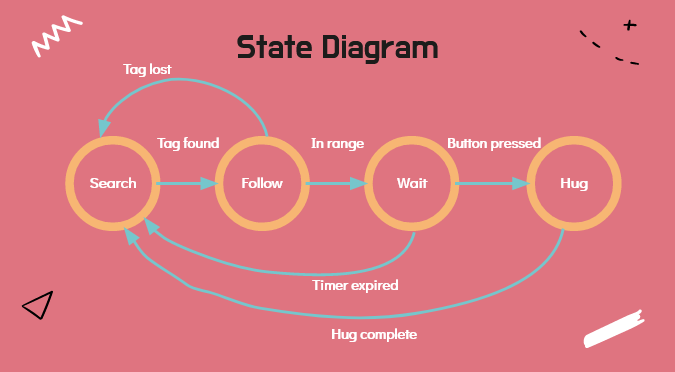 State Diagram
Tag lost
Tag found
In range
Button pressed
Search
Follow
Wait
Hug
Timer expired
Hug complete